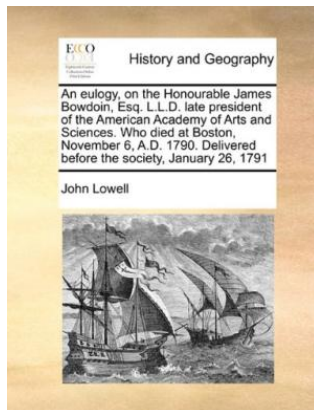 ECCO
History and Geography
An eulogy, on the Honourable James
Bowdoin, Esq. L.L.D. late president
of the American Academy of Arts and
Sciences. Who died at Boston,
November 6, A.D. 1790. Delivered
before the society, January 26, 1791
John Lowell